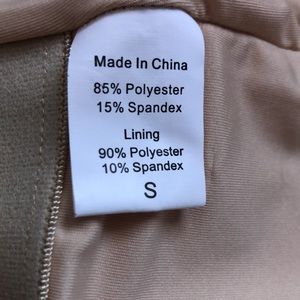 Made In China
85% Polyester
15% Spandex
Lining
90% Polyester
10% Spandex
S